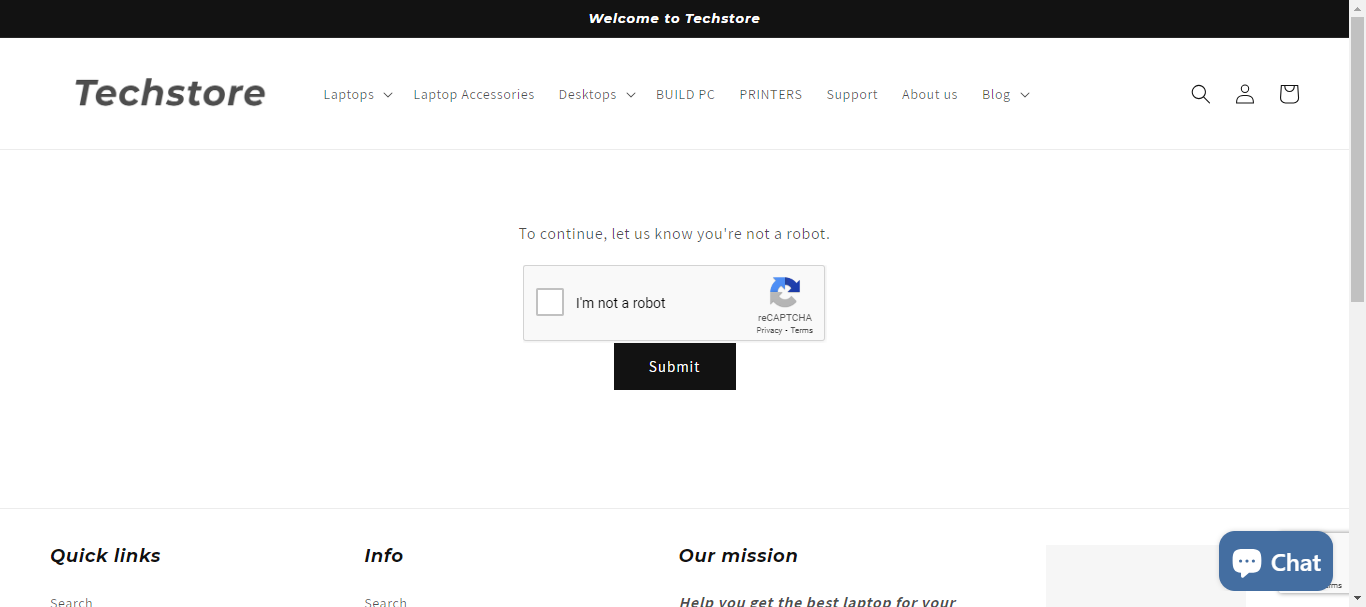 Welcome to Techstore
Techstore
Laptops
Laptop Accessories
Desktops
BUILD PC
PRINTERS
Support
About us
Blog
To continue, let us know you're not a robot.
I'm not a robot
reCAPTCHA
Privacy - Terms
Submit
Quick links
Info
Our mission
Search
Search
Help you get the best laptop for your
Chat